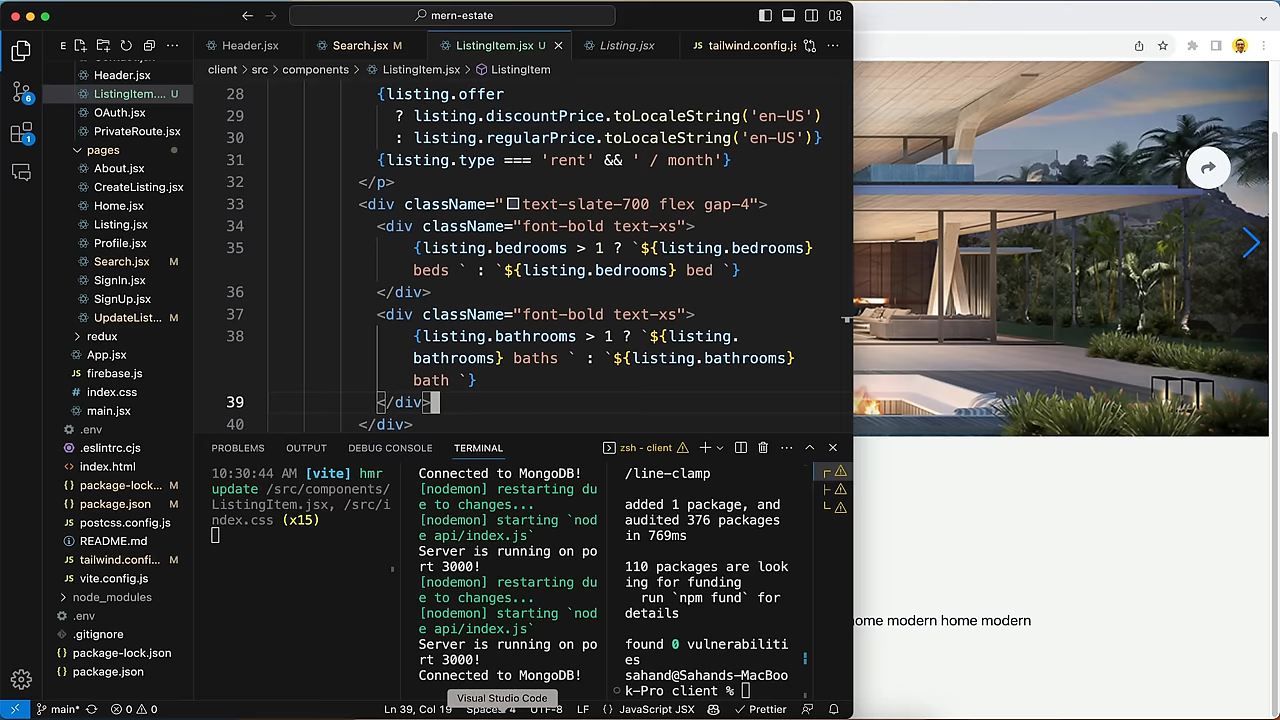 mern-estate
E
Header.jsx
Search.jsx M
ListingItem.jsx U
Listing.jsx
JS tailwind.config.js
client > src > components > ListingItem.jsx > ListingItem
Header.jsx
ListingItem.... U
OAuth.jsx
PrivateRoute.jsx
pages
About.jsx
CreateListing.jsx
Home.jsx
Listing.jsx
Profile.jsx
Search.jsx M
SignIn.jsx
SignUp.jsx
UpdateList... M
redux
App.jsx
JS firebase.js
# index.css
main.jsx
.env
.eslintrc.cjs
<> index.html
{} package-lock.... M
{} package.json M
JS postcss.config.js
README.md
JS tailwind.confi... M
JS vite.config.js
node_modules
.env
.gitignore
{} package-lock.json
{} package.json
6
1
28 {listing.offer
29 ? listing.discountPrice.toLocaleString('en-US')
30 : listing.regularPrice.toLocaleString('en-US')}
31 {listing.type === 'rent' && ' / month'}
32 </p>
33 <div className="text-slate-700 flex gap-4">
34 <div className="font-bold text-xs">
35 {listing.bedrooms > 1 ? `${listing.bedrooms}
beds ` : `${listing.bedrooms} bed `}
36 </div>
37 <div className="font-bold text-xs">
38 {listing.bathrooms > 1 ? `${listing.
bathrooms} baths ` : `${listing.bathrooms}
bath `}
39 </div>
40 </div>
PROBLEMS OUTPUT DEBUG CONSOLE TERMINAL
zsh - client
10:30:44 AM [vite] hmr
update /src/components/
ListingItem.jsx, /src/i
ndex.css (x15)
Connected to MongoDB!
[nodemon] restarting du
e to changes...
[nodemon] starting `nod
e api/index.js`
Server is running on po
rt 3000!
[nodemon] restarting du
e to changes...
[nodemon] starting `nod
e api/index.js`
Server is running on po
rt 3000!
Connected to MongoDB!
/line-clamp
added 1 package, and
audited 376 packages
in 769ms
110 packages are look
ing for funding
run `npm fund` for
details
found 0 vulnerabiliti
es
sahand@Sahands-MacBoo
k-Pro client %
Visual Studio Code
main* 0 0 Ln 39, Col 19 Spaces: 4 UTF-8 LF {} JavaScript JSX Prettier
ome modern home modern